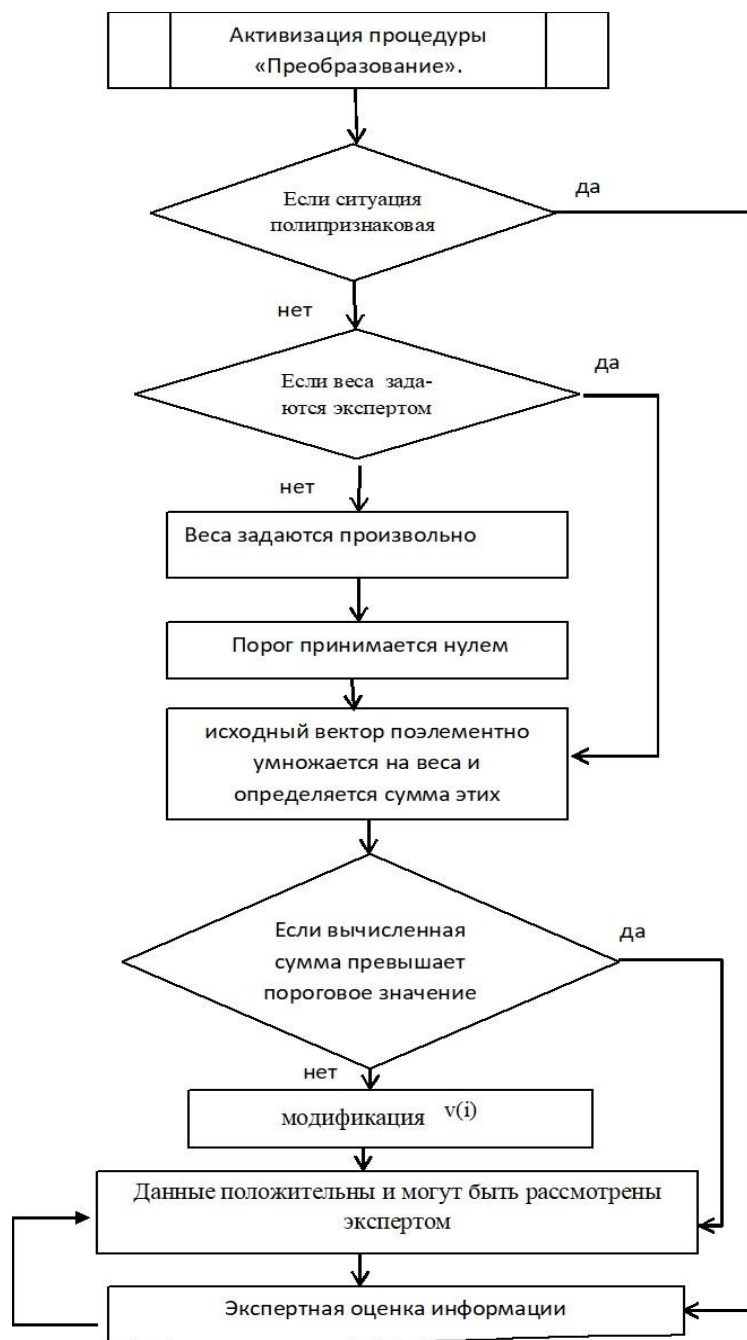 Активизация процедуры
«Преобразование».
да
Если ситуация
полипризнаковая
нет
да
Если веса зада-
ются экспертом
нет
Веса задаются произвольно
Порог принимается нулем
исходный вектор поэлементно
умножается на веса и
определяется сумма этих
Если вычисленная
сумма превышает
пороговое значение
да
нет
модификация v(i)
Данные положительны и могут быть рассмотрены
экспертом
Экспертная оценка информации